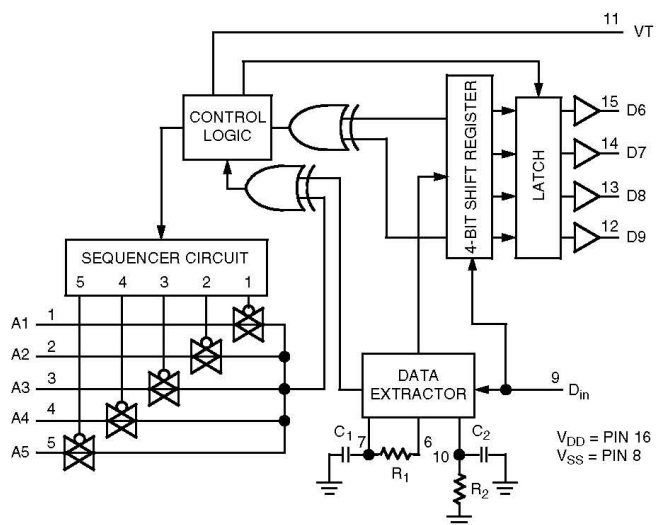 11
VT
CONTROL
LOGIC
4-BIT SHIFT REGISTER
LATCH
15 D6
14 D7
13 D8
12 D9
SEQUENCER CIRCUIT
5 4 3 2 1
A1 1
A2 2
A3 3
A4 4
A5 5
DATA
EXTRACTOR
9
Din
C1 7 6 C2
R1
10
R2
VDD = PIN 16
VSS = PIN 8